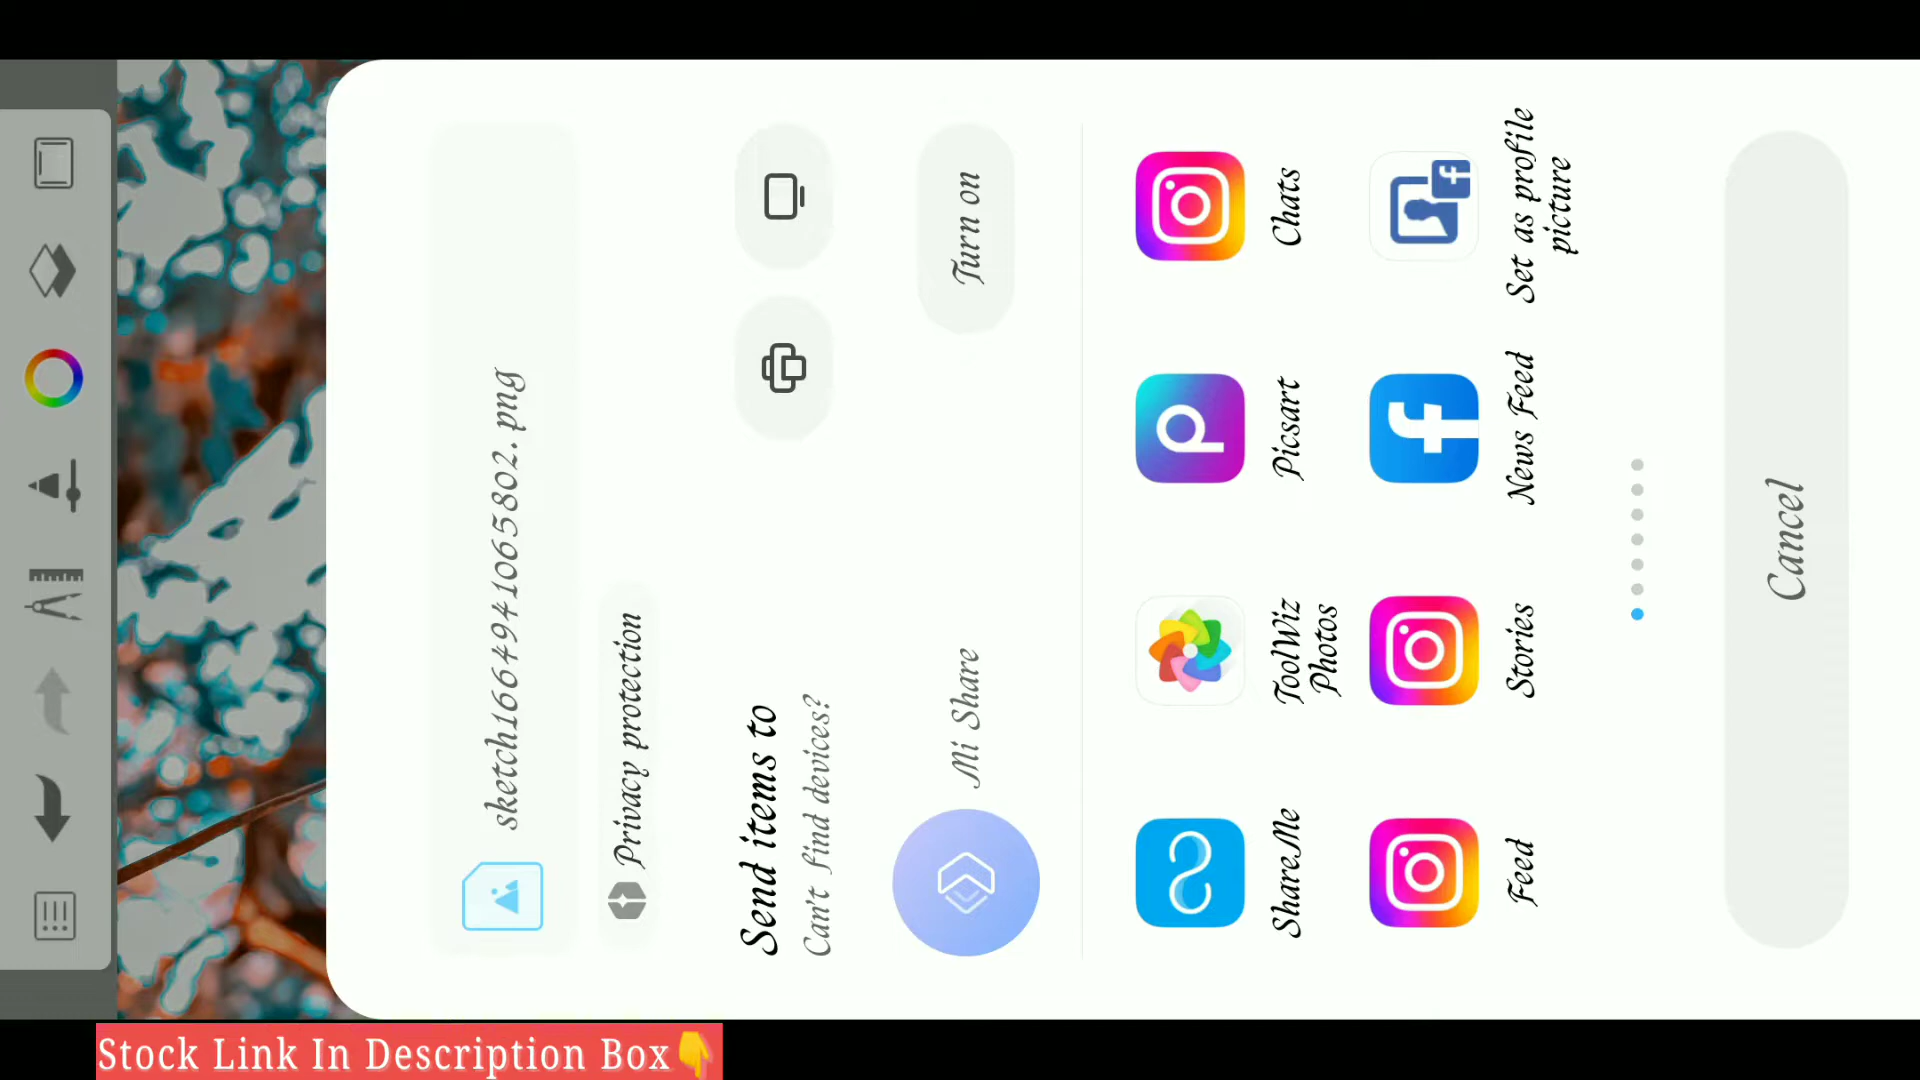 sketch1664941065802.png
Privacy protection
Send items to
Can't find devices?
Mi Share
Turn on
ShareMe
ToolWiz
Photos
Picsart
Chats
Feed
Stories
News Feed
Set as profile
picture
Cancel
Stock Link In Description Box👇